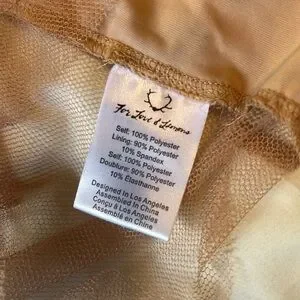 For Love & Lemons
Self: 100% Polyester
Lining: 90% Polyester
10% Spandex
Self: 100% Polyester
Doublure: 90% Polyester
10% Élasthanne
Designed in Los Angeles
Assembled in China
Conçu à Los Angeles
Assemblé en Chine